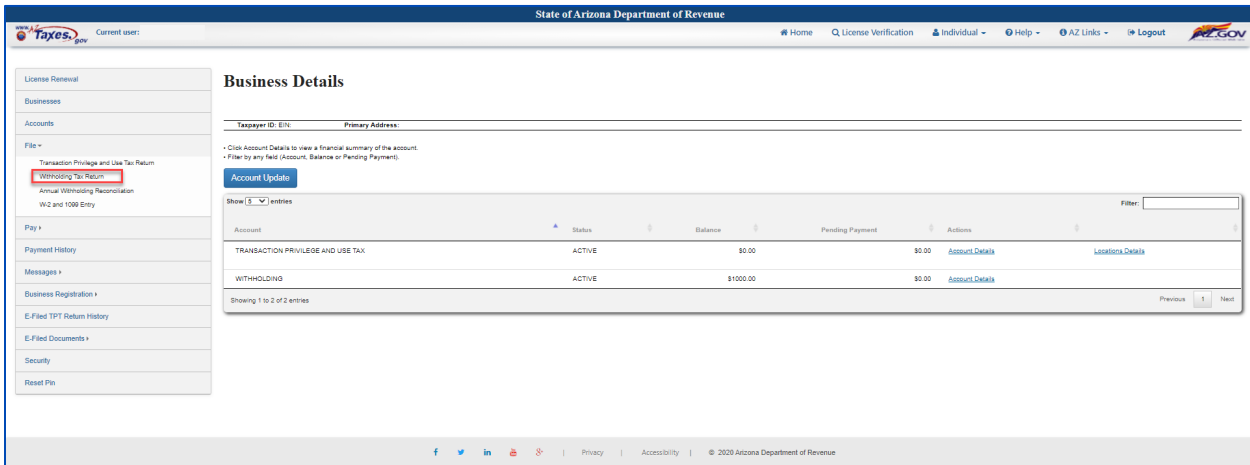 State of Arizona Department of Revenue
www.AZ Taxes.gov Current user: Home License Verification Individual Help AZ Links Logout AZ.GOV
License Renewal
Businesses
Accounts
File
Transaction Privilege and Use Tax Return
Withholding Tax Return
Annual Withholding Reconciliation
W-2 and 1099 Entry
Pay
Payment History
Messages
Business Registration
E-Filed TPT Return History
E-Filed Documents
Security
Reset Pin
Business Details
Taxpayer ID: EIN: Primary Address:
• Click Account Details to view a financial summary of the account.
• Filter by any field (Account, Balance or Pending Payment).
Account Update
Show 5 entries Filter:
Account Status Balance Pending Payment Actions
TRANSACTION PRIVILEGE AND USE TAX ACTIVE $0.00 $0.00 Account Details Locations Details
WITHHOLDING ACTIVE $1000.00 $0.00 Account Details
Showing 1 to 2 of 2 entries Previous 1 Next
| Privacy | Accessibility | © 2020 Arizona Department of Revenue